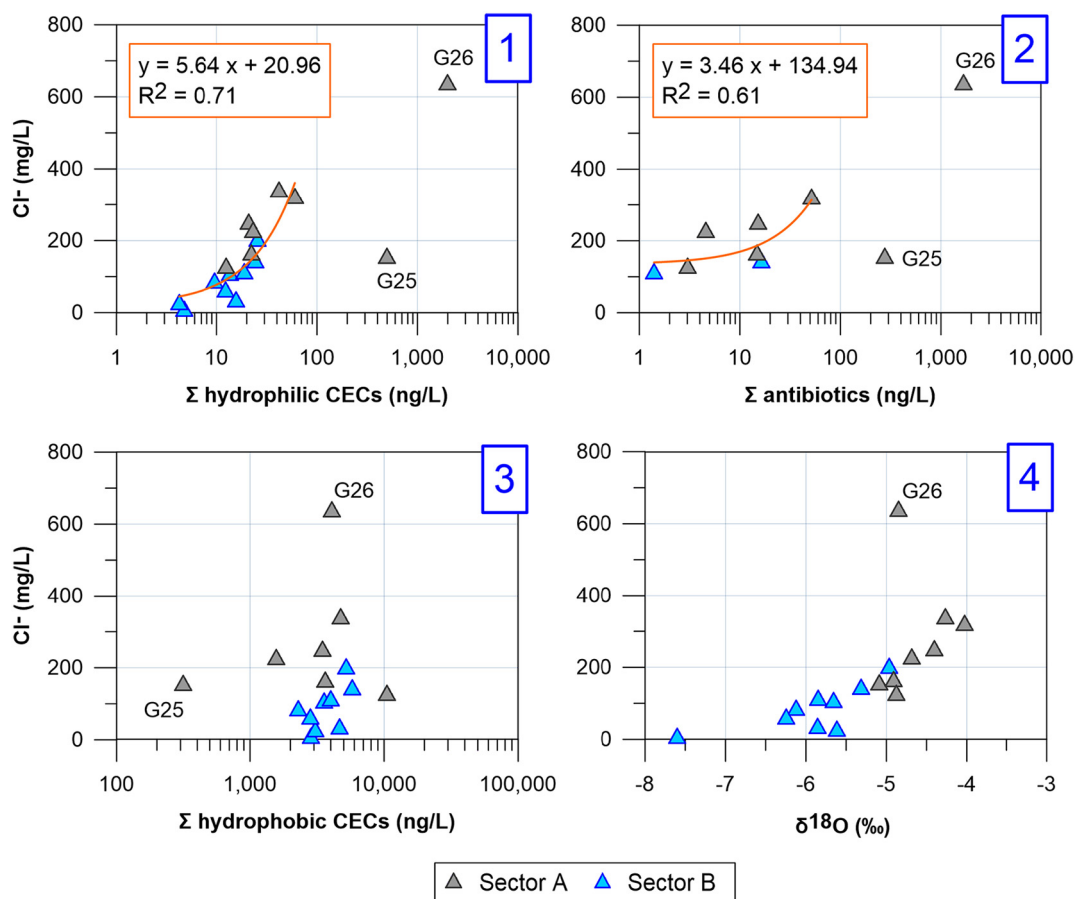 800
600
400
200
0
Cl- (mg/L)
y = 5.64 x + 20.96
R2 = 0.71
1
G26
G25
1
10
100
1,000
10,000
Σ hydrophilic CECs (ng/L)
800
600
400
200
0
y = 3.46 x + 134.94
R2 = 0.61
2
G26
G25
1
10
100
1,000
10,000
Σ antibiotics (ng/L)
800
600
400
200
0
Cl- (mg/L)
3
G26
G25
100
1,000
10,000
100,000
Σ hydrophobic CECs (ng/L)
800
600
400
200
0
4
G26
-8
-7
-6
-5
-4
-3
δ18O (‰)
Sector A
Sector B